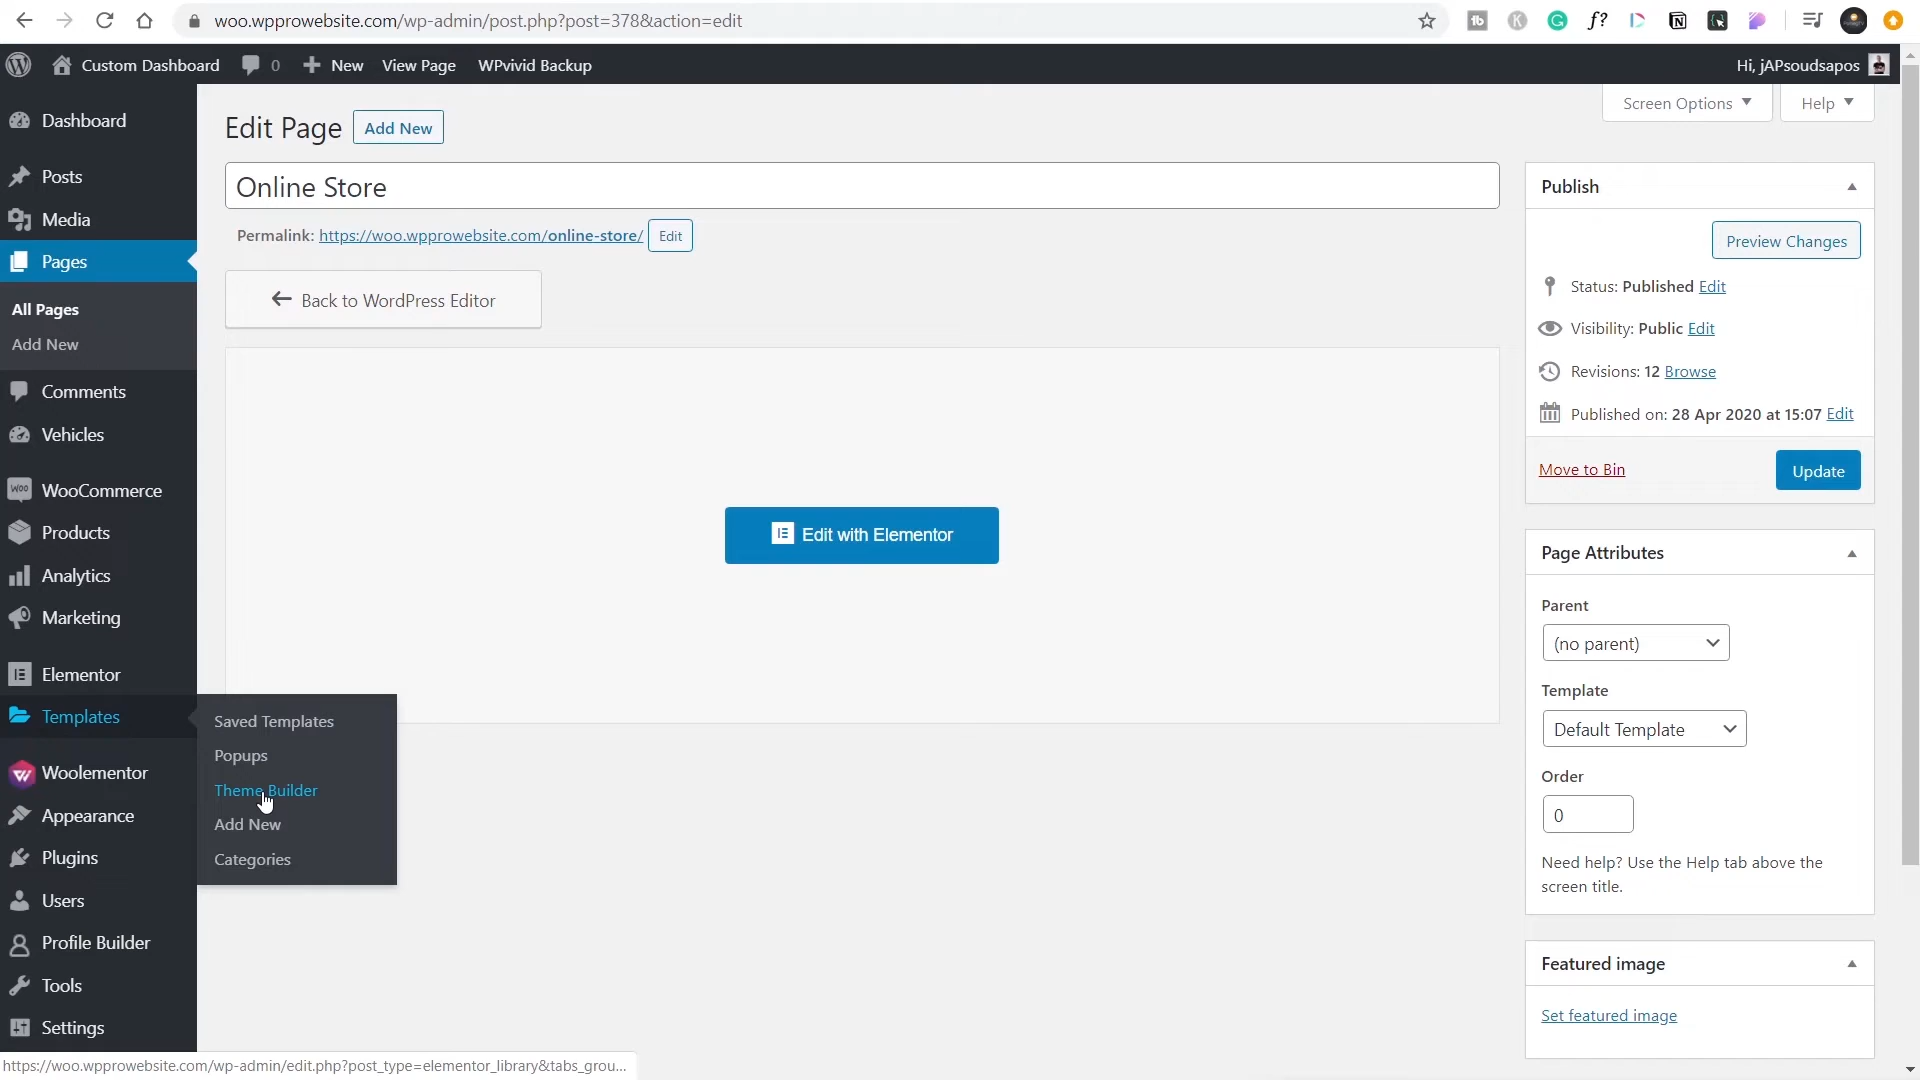 woo.wpprowebsite.com/wp-admin/post.php?post=378&action=edit
Custom Dashboard
0
New
View Page
WPvivid Backup
Hi, jAPsoudsapos
Screen Options
Help
Dashboard
Posts
Media
Pages
All Pages
Add New
Comments
Vehicles
WooCommerce
Products
Analytics
Marketing
Elementor
Templates
Woolementor
Appearance
Plugins
Users
Profile Builder
Tools
Settings
Saved Templates
Popups
Theme Builder
Add New
Categories
Edit Page
Add New
Online Store
Permalink: https://woo.wpprowebsite.com/online-store/
Edit
Back to WordPress Editor
Edit with Elementor
Publish
Preview Changes
Status: Published Edit
Visibility: Public Edit
Revisions: 12 Browse
Published on: 28 Apr 2020 at 15:07 Edit
Move to Bin
Update
Page Attributes
Parent
(no parent)
Template
Default Template
Order
0
Need help? Use the Help tab above the
screen title.
Featured image
Set featured image
https://woo.wpprowebsite.com/wp-admin/edit.php?post_type=elementor_library&tabs_grou...